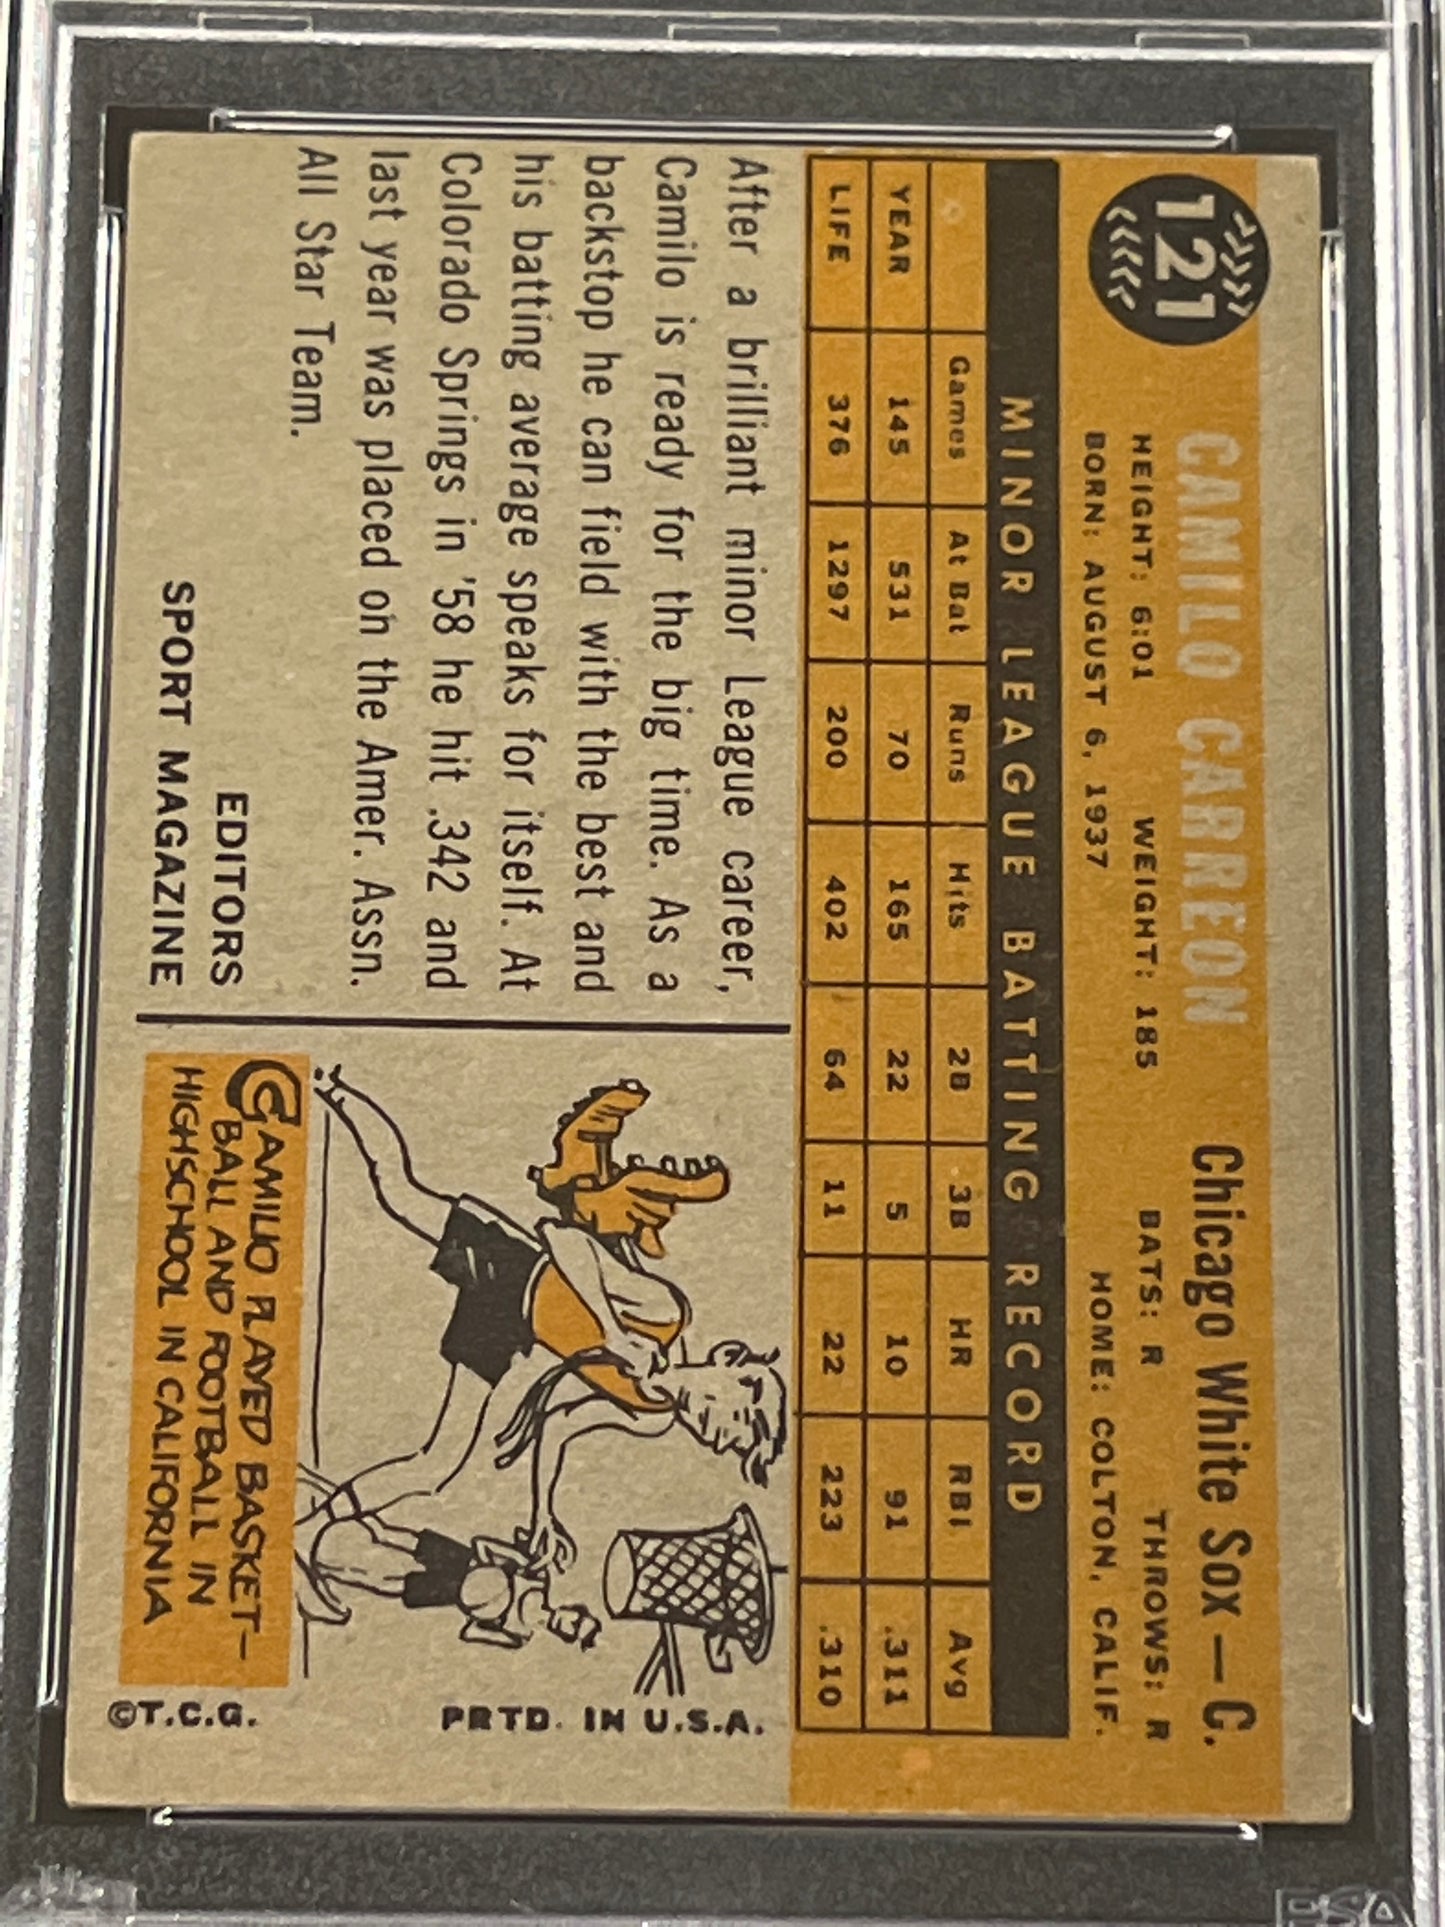 121
CAMILO CARREON Chicago White Sox — C.
HEIGHT: 6:01 WEIGHT: 185 BATS: R THROWS: R
BORN: AUGUST 6, 1937 HOME: COLTON, CALIF.
MINOR LEAGUE BATTING RECORD
Games At Bat Runs Hits 2B 3B HR RBI Avg
YEAR 145 531 70 165 22 5 10 91 .311
LIFE 376 1297 200 402 64 11 22 223 .310
After a brilliant minor League career,
Camilo is ready for the big time. As a
backstop he can field with the best and
his batting average speaks for itself. At
Colorado Springs in '58 he hit .342 and
last year was placed on the Amer. Assn.
All Star Team.
EDITORS
SPORT MAGAZINE
CAMILIO PLAYED BASKET-
BALL AND FOOTBALL IN
HIGHSCHOOL IN CALIFORNIA
PRTD. IN U.S.A.
©T.C.G.
PSA